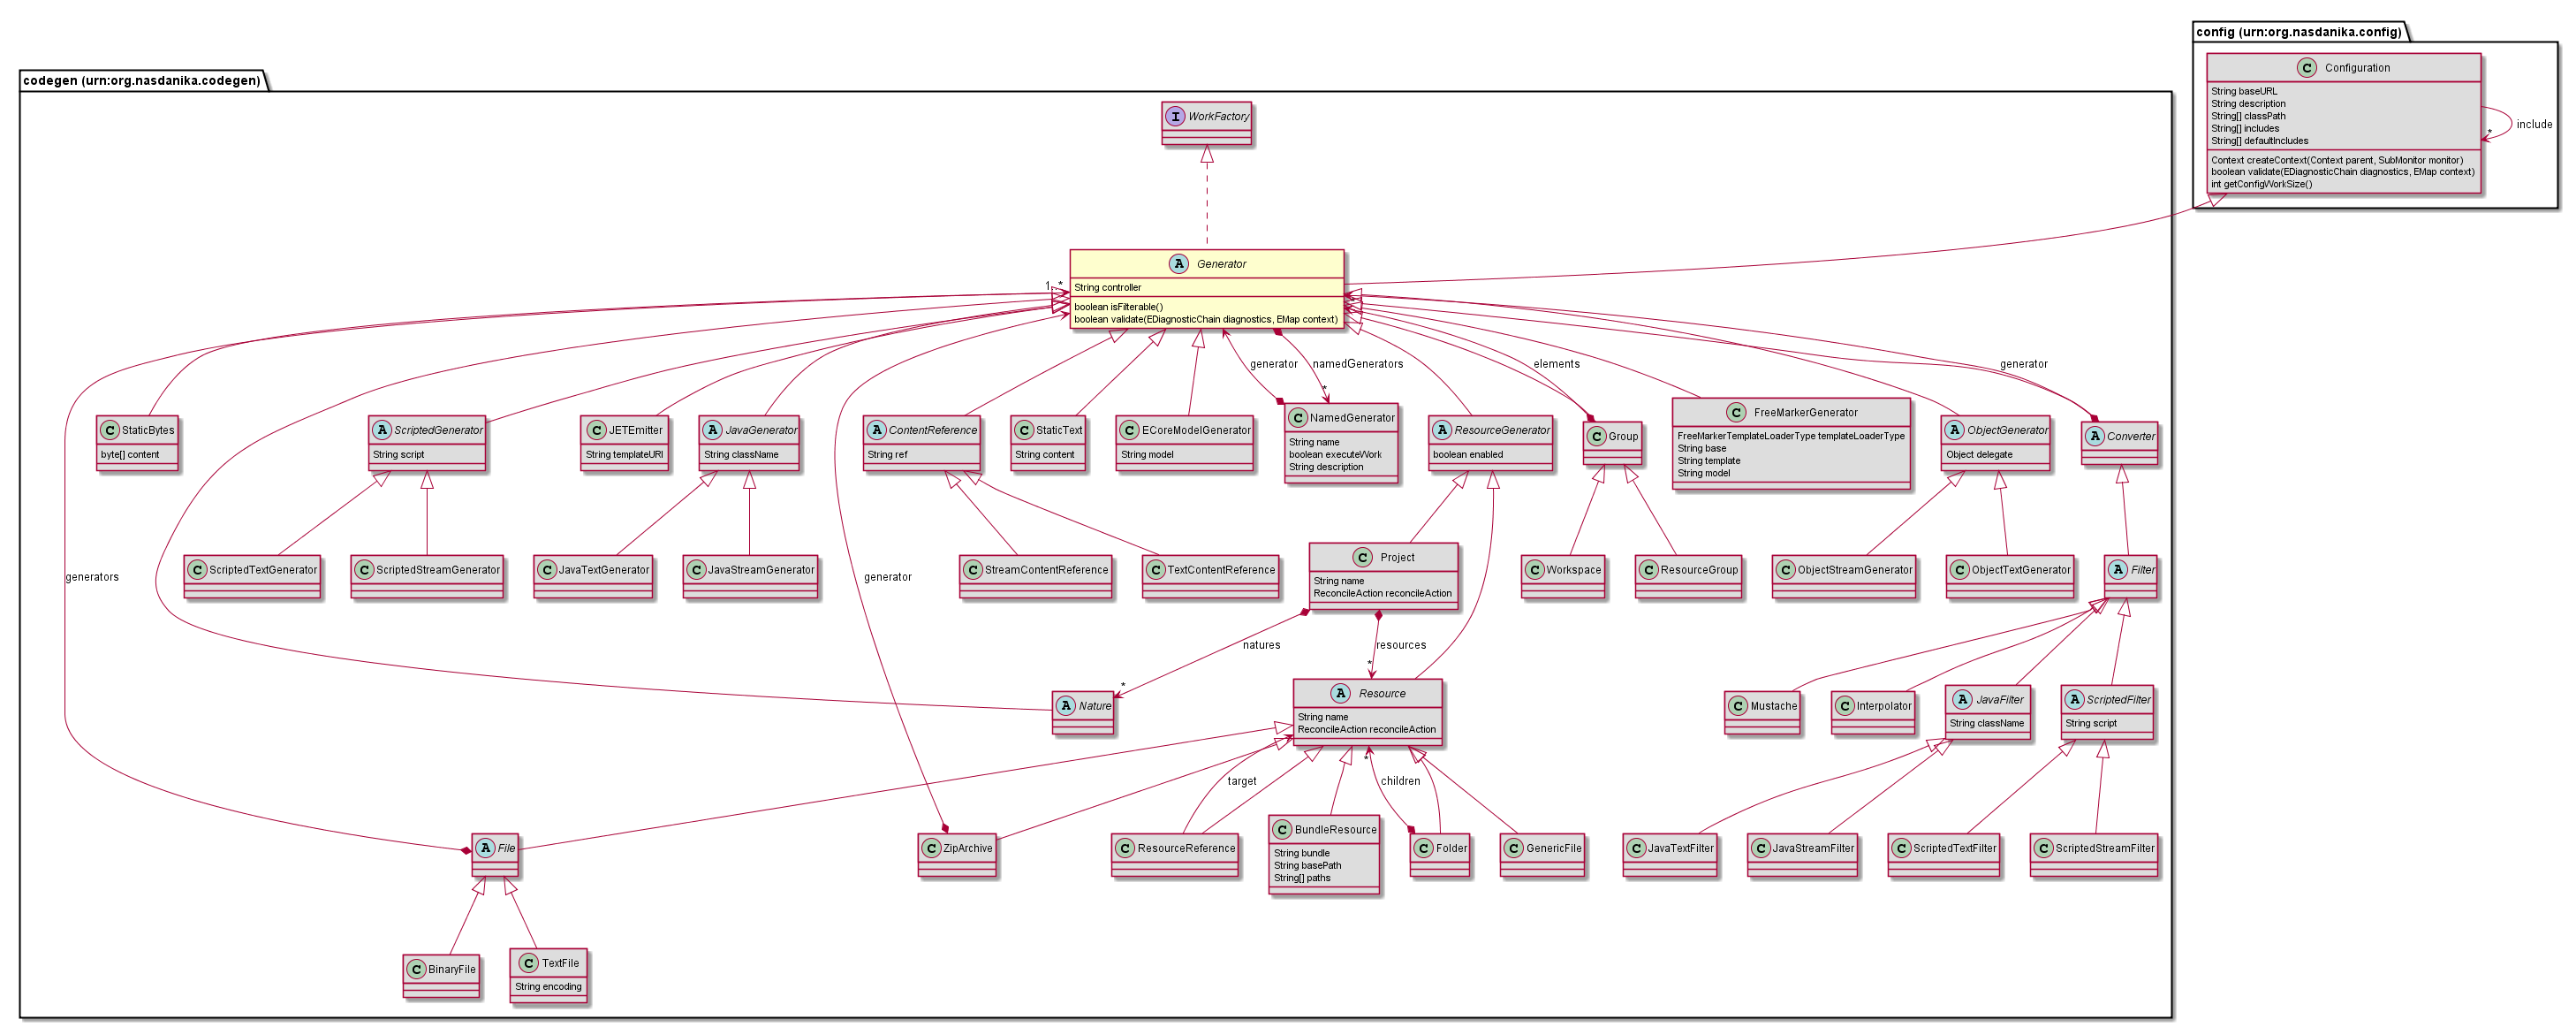 config (urn:org.nasdanika.config)
C Configuration
String baseURL
String description
String[] classPath
String[] includes
String[] defaultIncludes
Context createContext(Context parent, SubMonitor monitor)
boolean validate(EDiagnosticChain diagnostics, EMap context)
int getConfigWorkSize()
* include
codegen (urn:org.nasdanika.codegen)
I WorkFactory
A Generator
String controller
boolean isFilterable()
boolean validate(EDiagnosticChain diagnostics, EMap context)
1..*
generator
namedGenerators
*
elements
*
generator
C StaticBytes
byte[] content
A ScriptedGenerator
String script
C JETEmitter
String templateURI
A JavaGenerator
String className
A ContentReference
String ref
C StaticText
String content
C ECoreModelGenerator
String model
C NamedGenerator
String name
boolean executeWork
String description
A ResourceGenerator
boolean enabled
C Group
C FreeMarkerGenerator
FreeMarkerTemplateLoaderType templateLoaderType
String base
String template
String model
A ObjectGenerator
Object delegate
A Converter
generators
C ScriptedTextGenerator
C ScriptedStreamGenerator
C JavaTextGenerator
C JavaStreamGenerator
generator
C StreamContentReference
C TextContentReference
C Project
String name
ReconcileAction reconcileAction
C Workspace
C ResourceGroup
C ObjectStreamGenerator
C ObjectTextGenerator
A Filter
natures
*
resources
*
A Nature
A Resource
String name
ReconcileAction reconcileAction
C Mustache
C Interpolator
A JavaFilter
String className
A ScriptedFilter
String script
target
*
children
A File
C ZipArchive
C ResourceReference
C BundleResource
String bundle
String basePath
String[] paths
C Folder
C GenericFile
C JavaTextFilter
C JavaStreamFilter
C ScriptedTextFilter
C ScriptedStreamFilter
C BinaryFile
C TextFile
String encoding